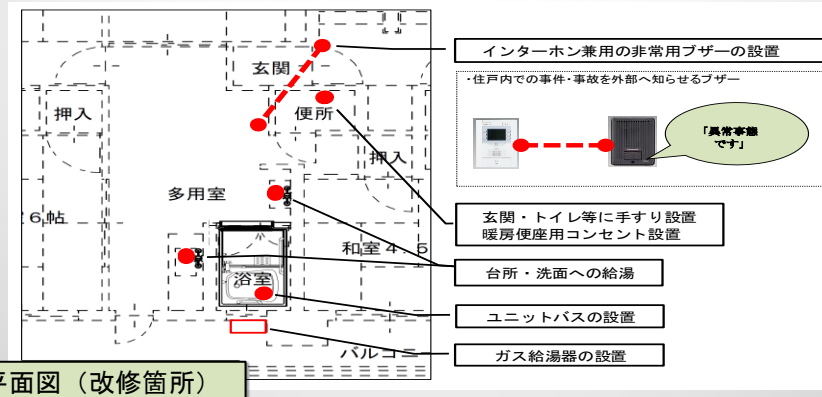 インターホン兼用の非常用ブザーの設置
・住戸内での事件・事故を外部へ知らせるブザー
「異常事態
です」
玄関
押入
便所
押入
多用室
6帖
和室4.5
浴室
バルコニ
玄関・トイレ等に手すり設置
暖房便座用コンセント設置
台所・洗面への給湯
ユニットバスの設置
ガス給湯器の設置
平面図（改修箇所）